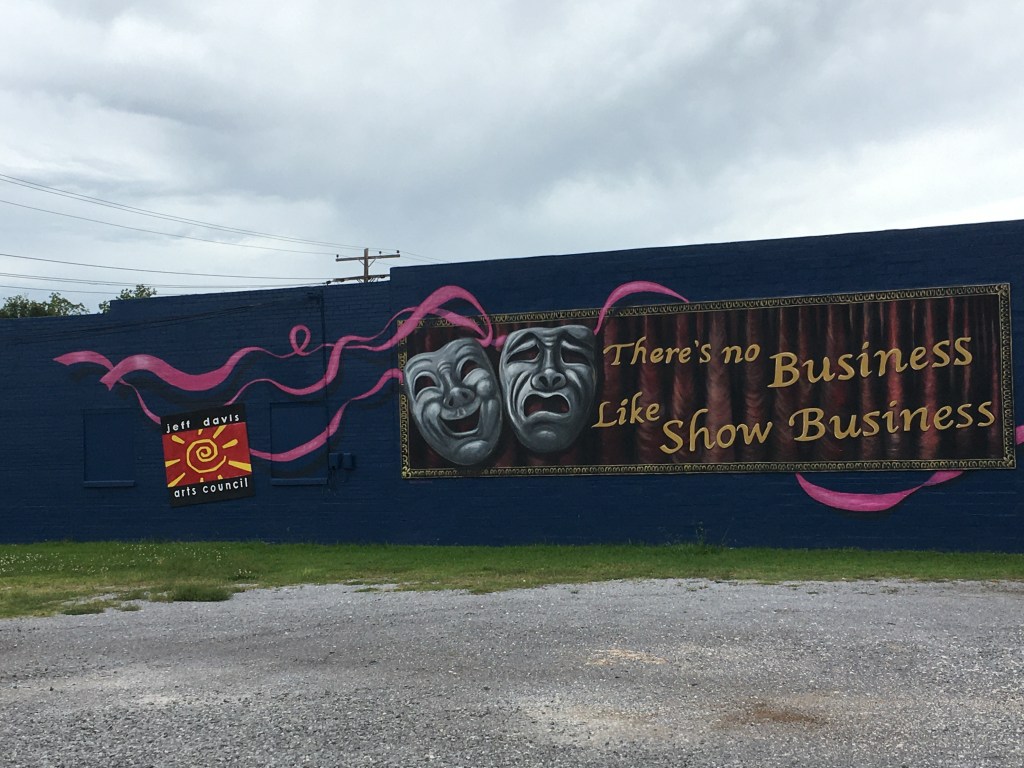 jeff davis
arts council
There's no Business
Like Show Business